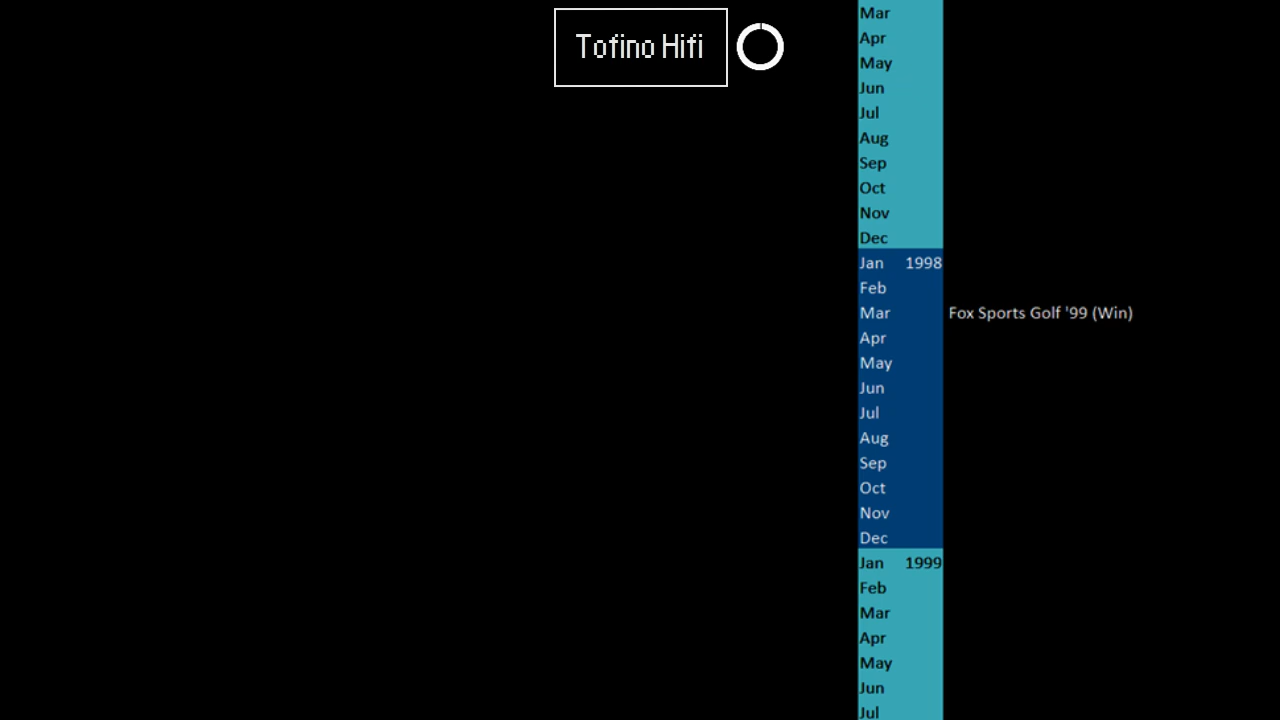 Tofino Hifi
Mar
Apr
May
Jun
Jul
Aug
Sep
Oct
Nov
Dec
Jan 1998
Feb
Mar Fox Sports Golf '99 (Win)
Apr
May
Jun
Jul
Aug
Sep
Oct
Nov
Dec
Jan 1999
Feb
Mar
Apr
May
Jun
Jul